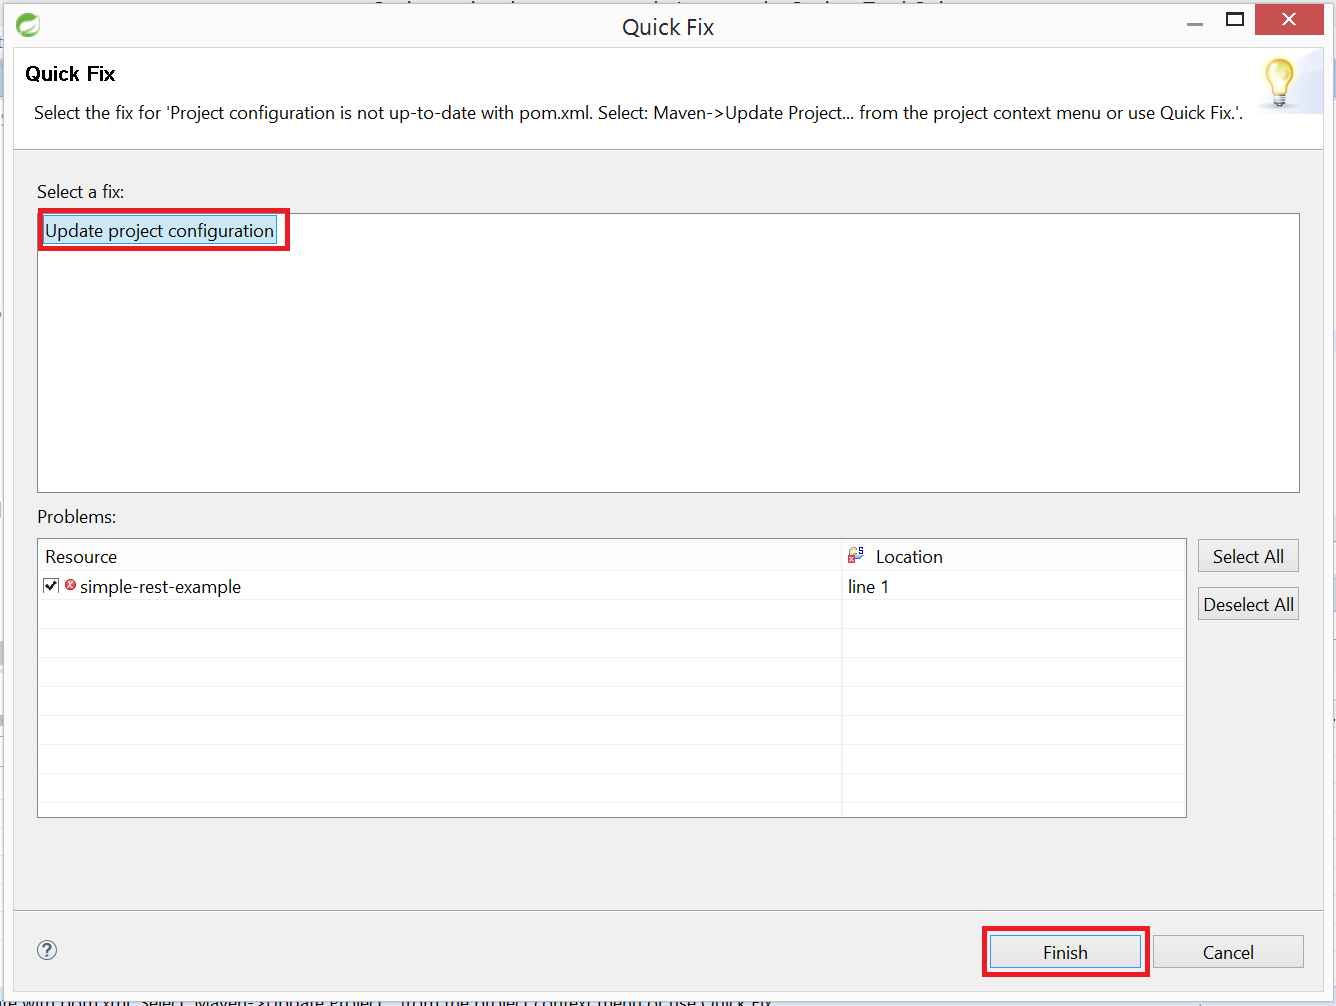 Quick Fix
Quick Fix
Select the fix for 'Project configuration is not up-to-date with pom.xml. Select: Maven->Update Project... from the project context menu or use Quick Fix.'.
Select a fix:
Update project configuration
Problems:
Resource
Location
Select All
simple-rest-example
line 1
Deselect All
Finish
Cancel